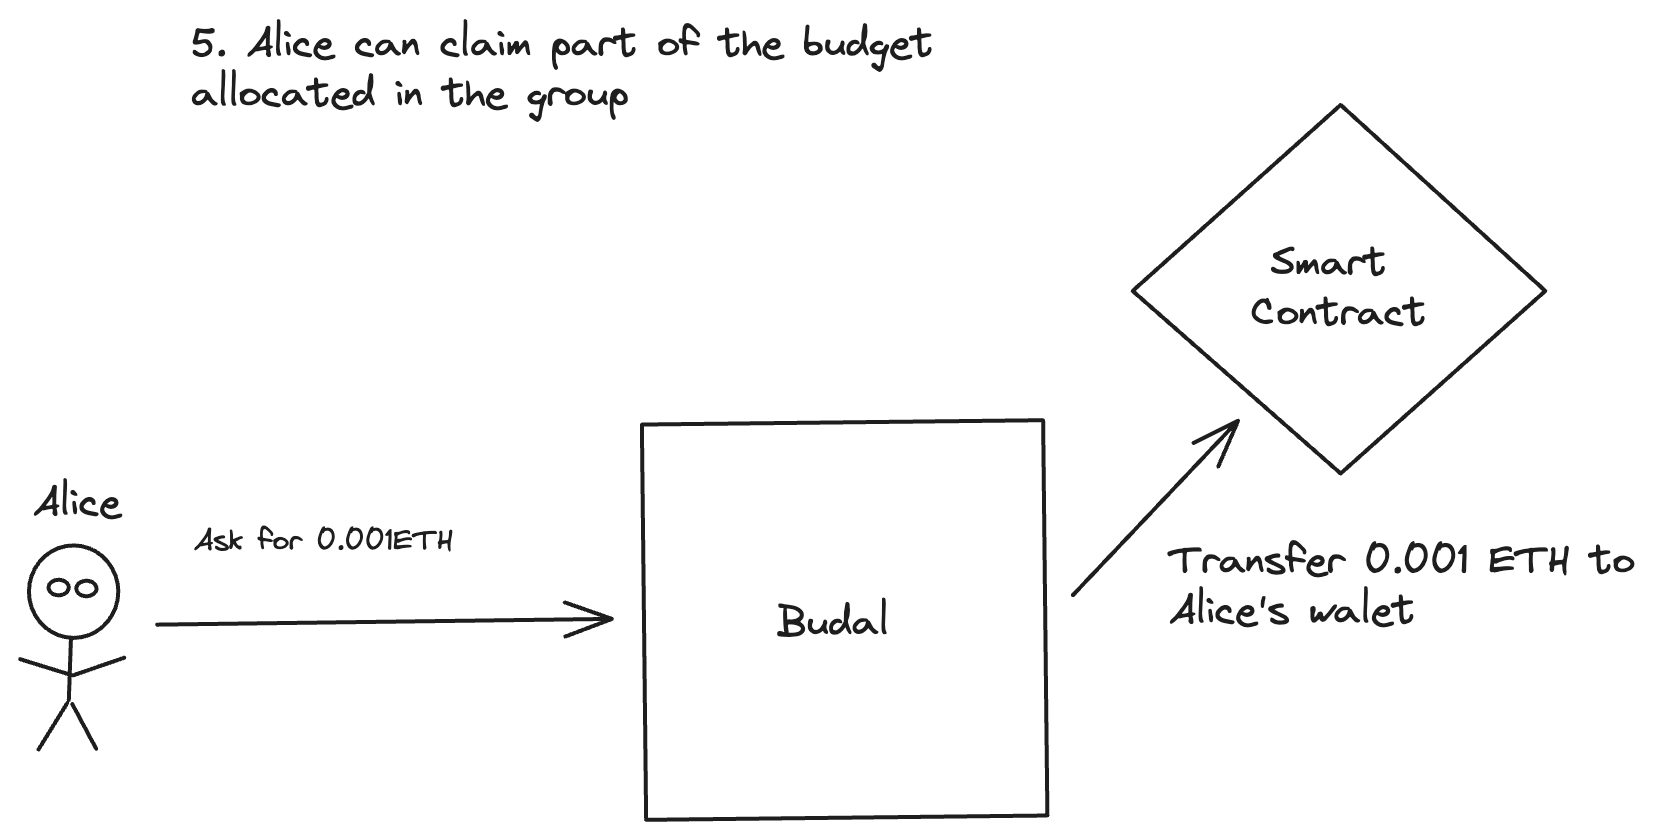 5. Alice can claim part of the budget
allocated in the group
Smart
Contract
Alice
Ask for 0.001ETH
Budal
Transfer 0.001 ETH to
Alice's walet